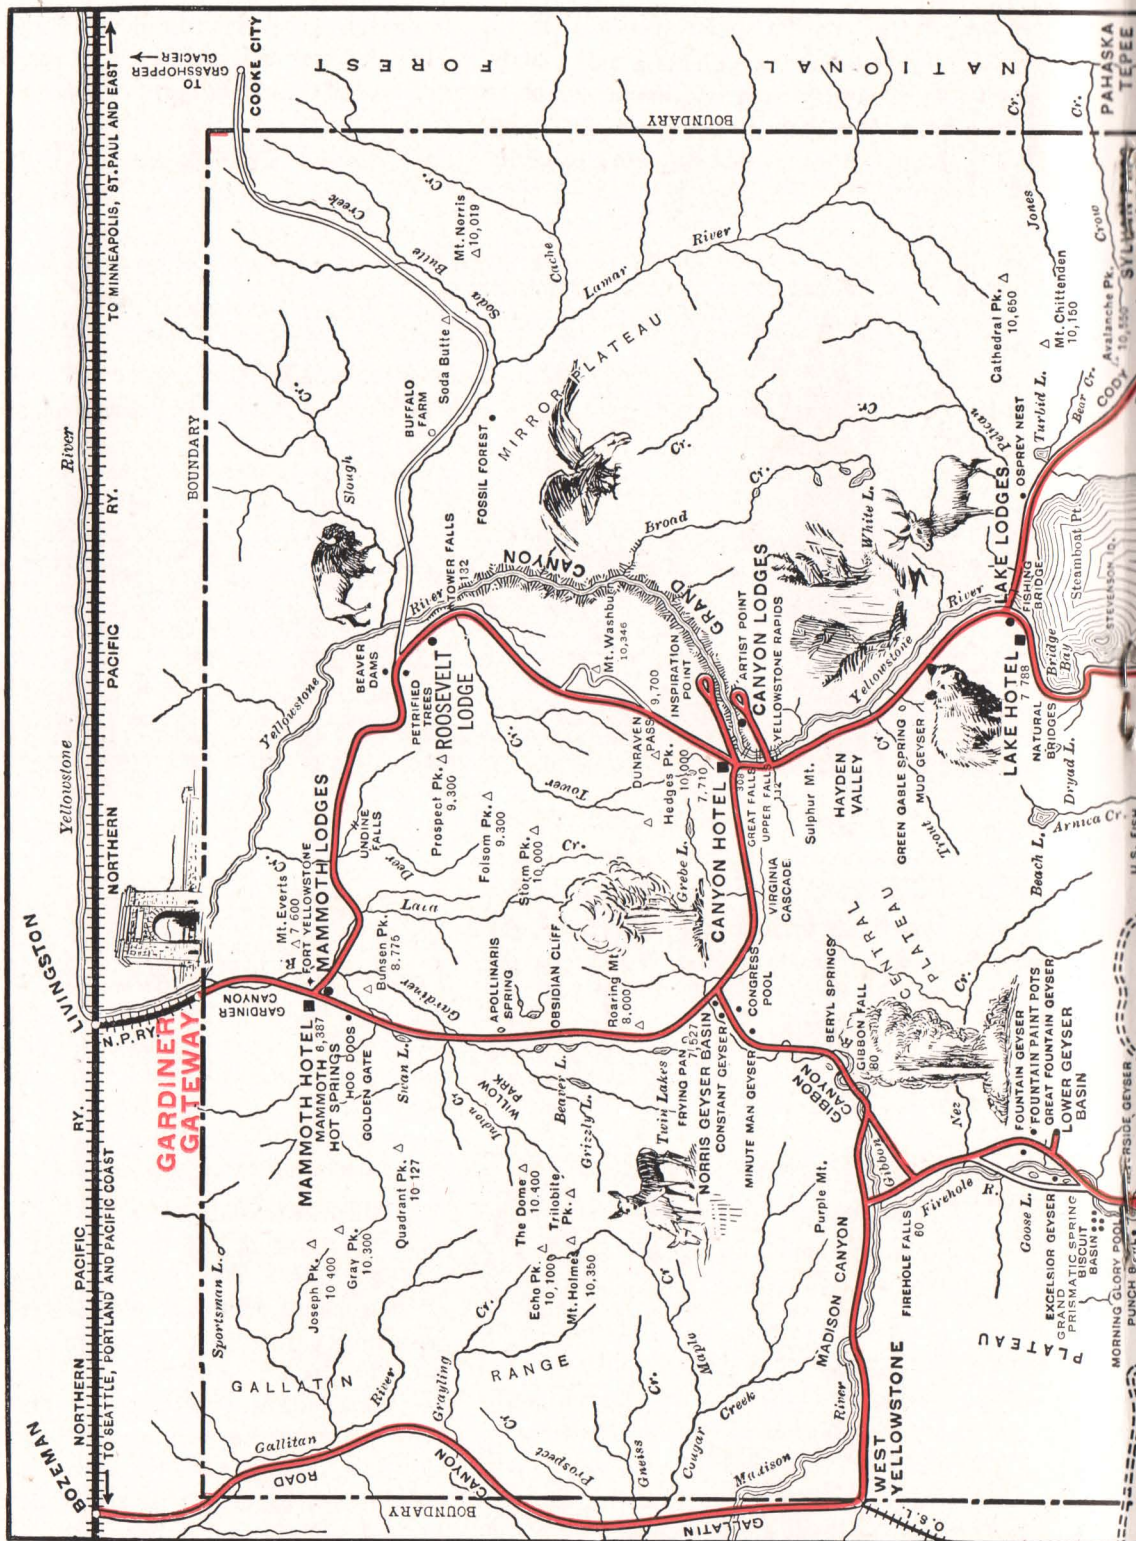 BOZEMAN
LIVINGSTON
NORTHERN PACIFIC RY.
TO SEATTLE, PORTLAND AND PACIFIC COAST
Yellowstone River
NORTHERN PACIFIC RY.
TO MINNEAPOLIS, ST. PAUL AND EAST
TO
GRASSHOPPER
GLACIER
COOKE CITY
N.P.RY.
GARDINER
GATEWAY
BOUNDARY
GARDINER
CANYON
Sportsman L.
GALLATIN
RANGE
Gallitan
River
ROAD
BOUNDARY
CANYON
GALLATIN
Joseph Pk.
10 400
Gray Pk.
10,300
Quadrant Pk.
10-127
Grayling
Cr.
Echo Pk.
10,100
The Dome
10,400
Trilobite
Pk.
Mt. Holmes
10,350
Prospect
Cr
Gneiss
Cr.
Cougar
Creek
Maple
Cr
Madison
River
MADISON CANYON
Purple Mt.
WEST
YELLOWSTONE
O.S.L.
MAMMOTH HOTEL
MAMMOTH 6,387
HOT SPRINGS
HOO DOOS
GOLDEN GATE
Swan L.
Mt. Everts
7 600
FORT YELLOWSTONE
MAMMOTH LODGES
Bunsen Pk.
8.775
Gardiner
Indian Cr
WILLOW
PARK
Beaver L.
Grizzly L.
Twin Lakes
FRYING PAN
7,527
NORRIS GEYSER BASIN
CONSTANT GEYSER
MINUTE MAN GEYSER
CONGRESS
POOL
APOLLINARIS
SPRING
OBSIDIAN CLIFF
Roaring Mt.
8,000
Cr.
UNDINE
FALLS
Lava
Deer
Prospect Pk.
9.300
Folsom Pk.
9.300
Storm Pk.
10,000
Cr.
Grebe L.
Yellowstone
River
BEAVER
DAMS
PETRIFIED
TREES
ROOSEVELT
LODGE
TOWER FALLS
132
Tower
Cr.
Slough
Cr.
BUFFALO
FARM
Soda Butte
Soda Butte Creek
Mt. Norris
10,019
Cache
Cr.
Lamar
River
FOSSIL FOREST
MIRROR PLATEAU
NATIONAL FOREST
BOUNDARY
Mt. Washburn
10,346
DUNRAVEN
PASS
9,700
Hedges Pk.
10,000
INSPIRATION
POINT
GRAND
CANYON
Broad
Cr.
Cr.
CANYON HOTEL
7,710
308
GREAT FALLS
UPPER FALLS
112
ARTIST POINT
CANYON LODGES
YELLOWSTONE RAPIDS
VIRGINIA
CASCADE
Sulphur Mt.
HAYDEN
VALLEY
GREEN GABLE SPRING
MUD GEYSER
Trout
Cr
Yellowstone
River
White L.
Pelican
Cr.
Cathedral Pk.
10,650
Jones
Cr.
Crow
Cr.
PAHASKA
TEPEE
Mt. Chittenden
10,150
Avalanche Pk.
CODY
OSPREY NEST
Turbid L.
Bear Cr.
LAKE LODGES
FISHING
BRIDGE
Steamboat Pt.
STEVENSON ID.
LAKE HOTEL
7 788
Bridge
Bay
NATURAL
BRIDGES
Dryad L.
Beach L.
Arnica Cr.
CENTRAL
PLATEAU
BERYL SPRINGS
GIBBON FALL
80
R.
GIBBON
CANYON
Gibbon
Nez
Cr.
Firehole
R.
FIREHOLE FALLS
60
FOUNTAIN GEYSER
FOUNTAIN PAINT POTS
GREAT FOUNTAIN GEYSER
LOWER GEYSER
BASIN
Goose L.
EXCELSIOR GEYSER
GRAND
PRISMATIC SPRING
BISCUIT
BASIN
MORNING GLORY POOL
PLATEAU